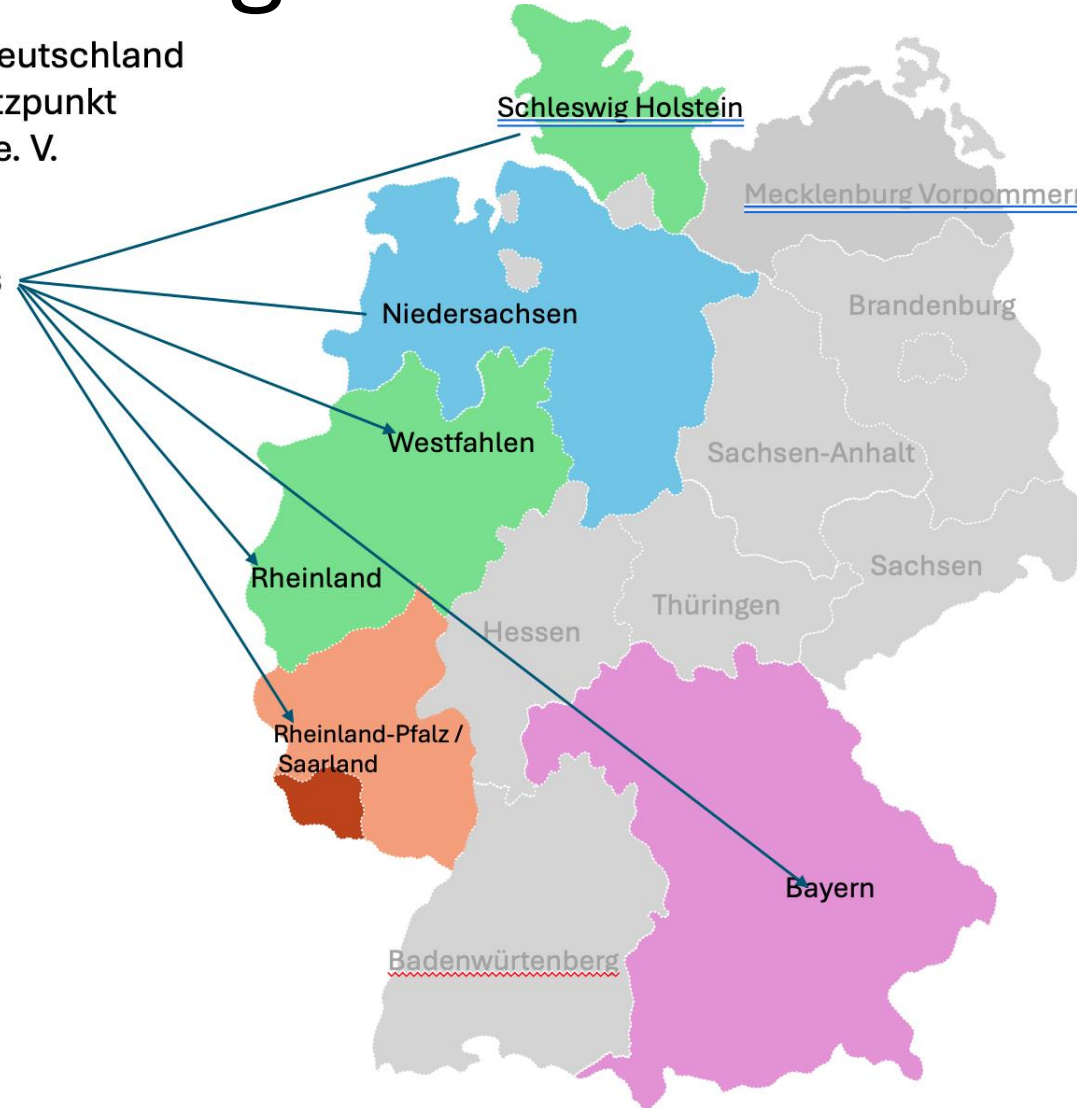 eutschland
tzpunkt
e. V.
s
Schleswig Holstein
Mecklenburg Vorpommern
Brandenburg
Niedersachsen
Westfahlen
Sachsen-Anhalt
Rheinland
Sachsen
Thüringen
Hessen
Rheinland-Pfalz /
Saarland
Bayern
Badenwürtenberg